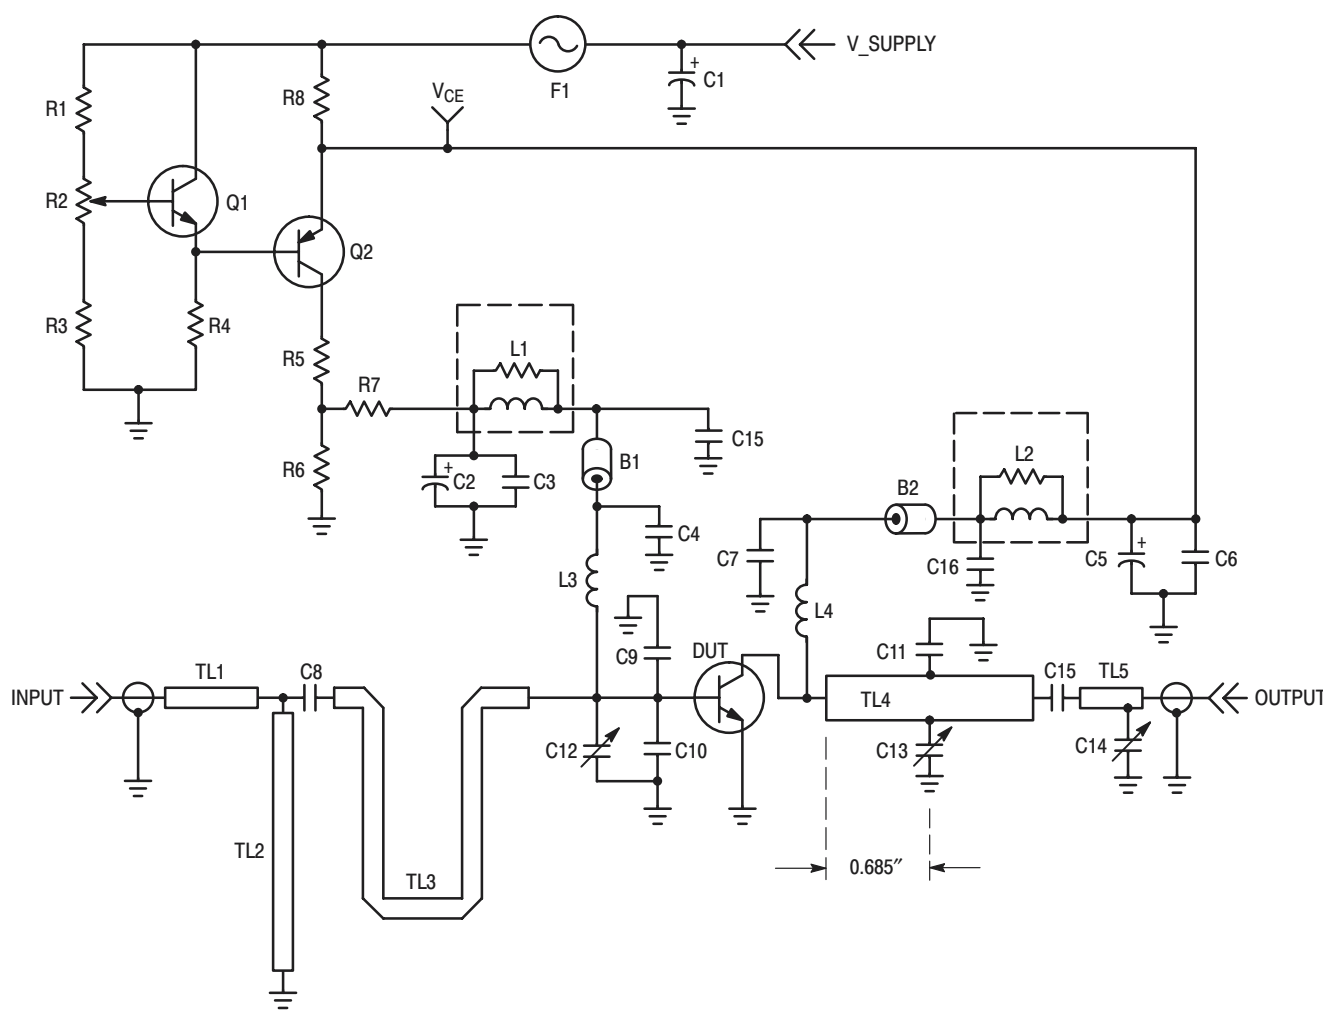 V_SUPPLY
F1
C1
R1
R8
V_CE
R2
Q1
Q2
R3
R4
R5
R7
L1
R6
C2
+
C3
B1
C15
+
B2
L2
C4
C7
C16
C5
+
C6
L3
L4
C9
DUT
C11
INPUT
TL1
C8
TL4
C15
TL5
OUTPUT
C12
C10
C13
C14
TL2
TL3
0.685″